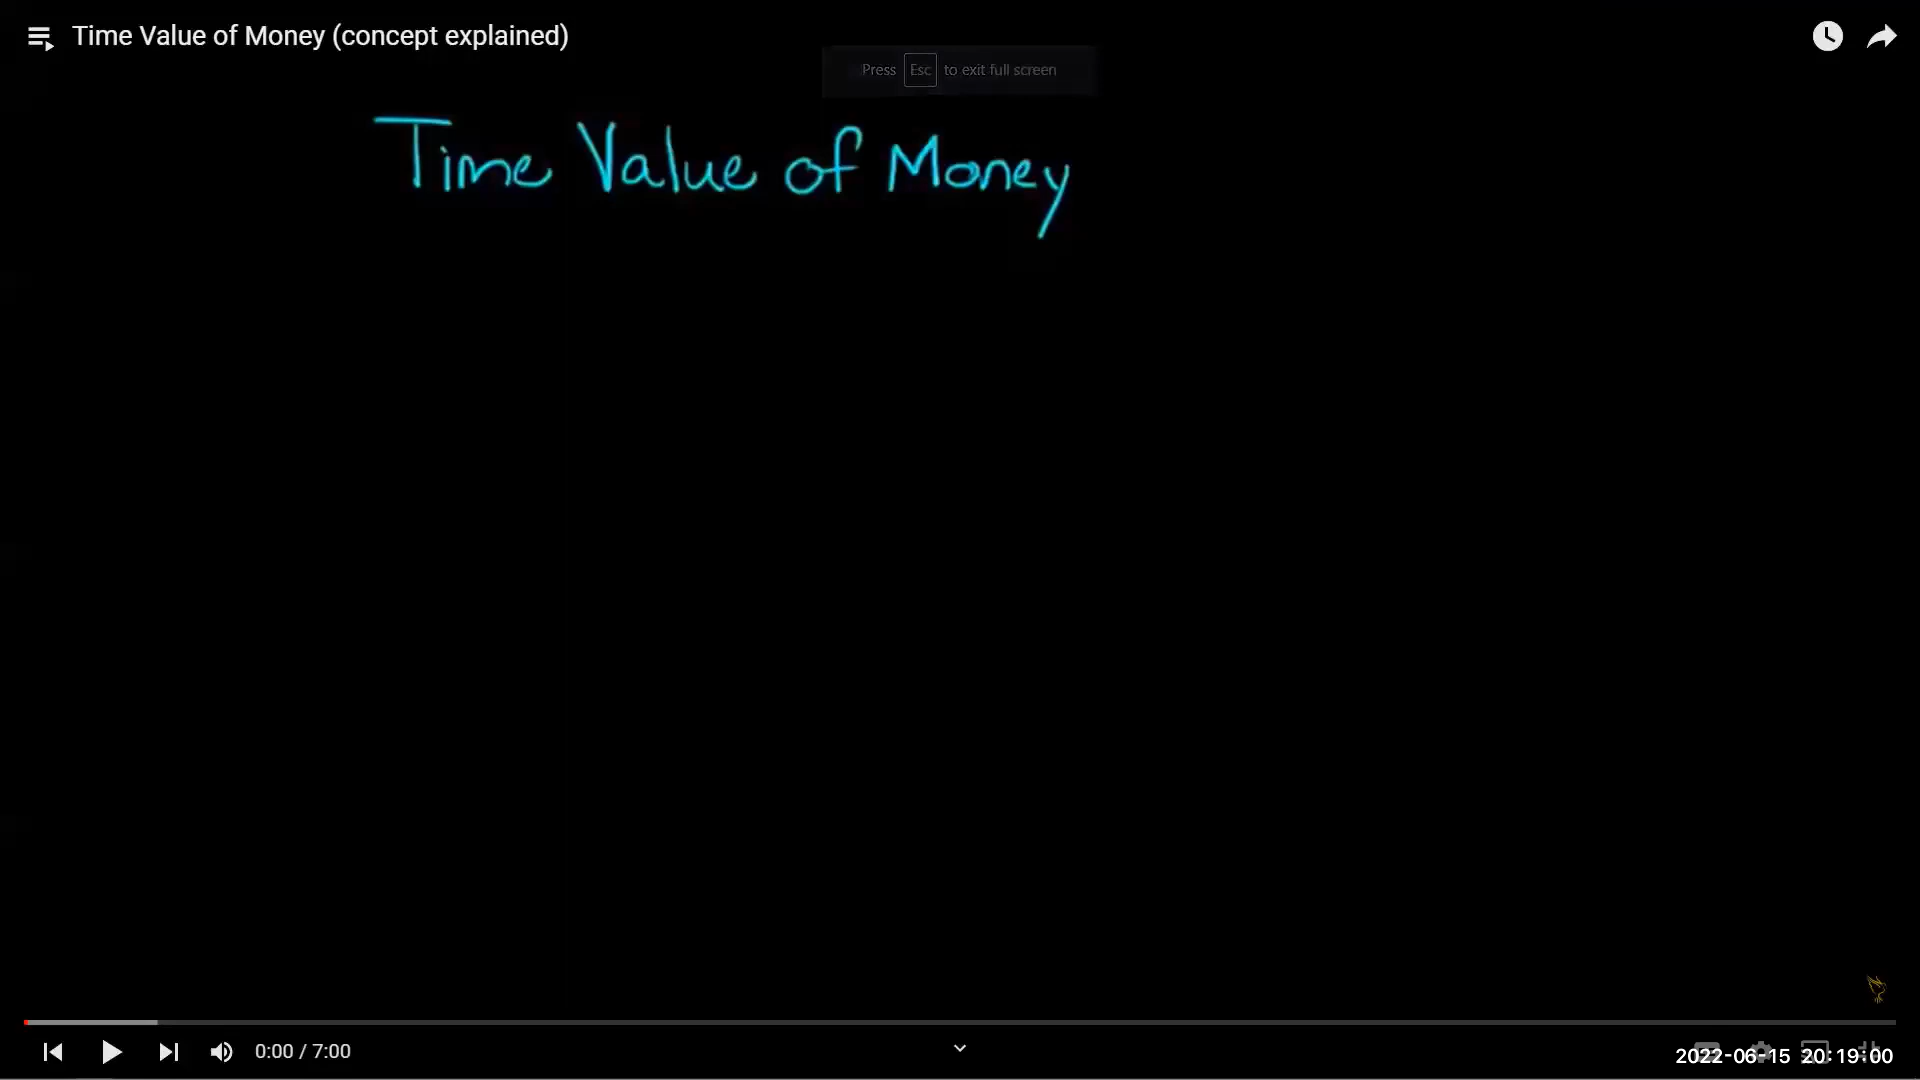 Time Value of Money (concept explained)
Press Esc to exit full screen
Time Value of Money
0:00 / 7:00
2022-06-15 20:19:00